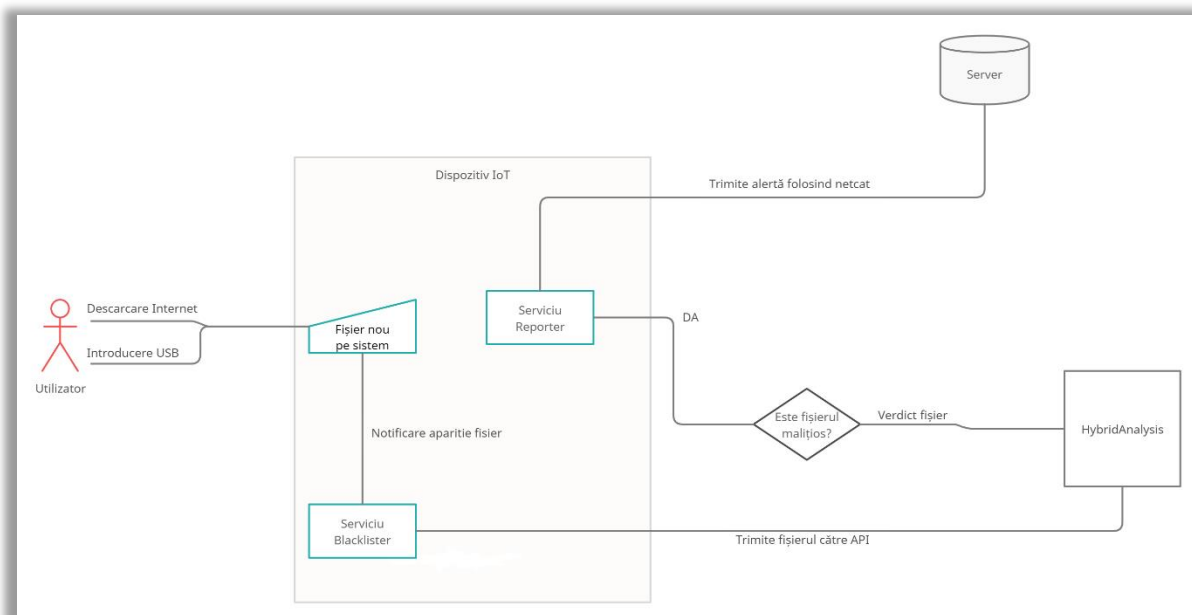 Server
Dispozitiv IoT
Trimite alertă folosind netcat
Descarcare Internet
Introducere USB
Utilizator
Fișier nou
pe sistem
Serviciu
Reporter
DA
Este fișierul
malițios?
Verdict fișier
HybridAnalysis
Notificare aparitie fisier
Serviciu
Blacklister
Trimite fișierul către API